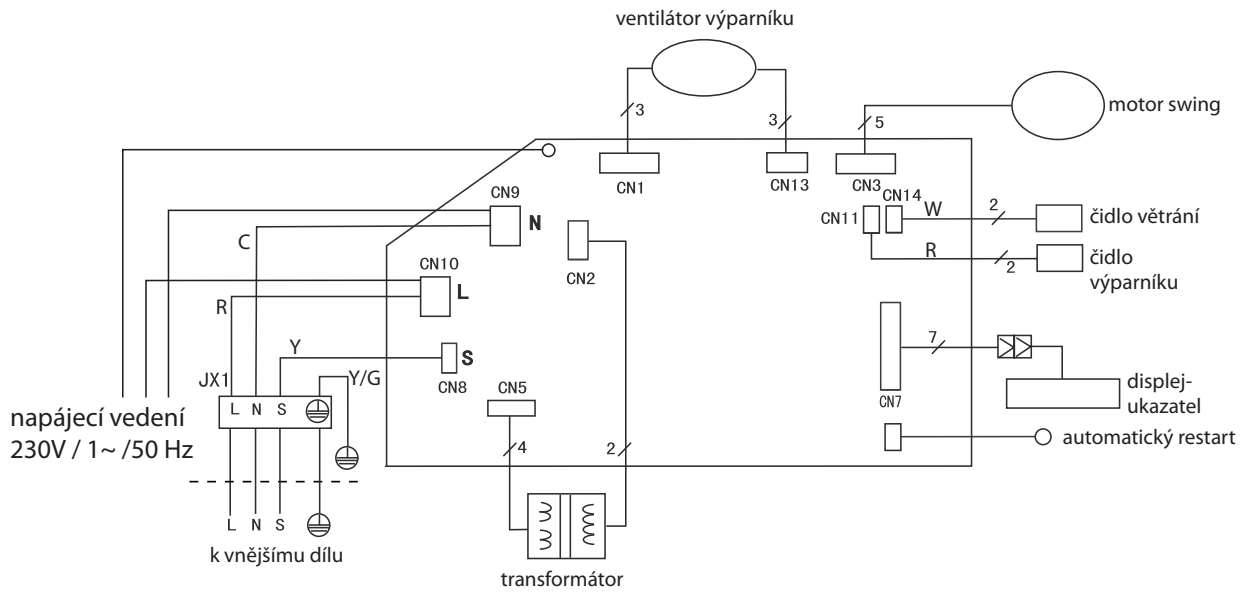 ventilátor výparníku
motor swing
3
3
5
CN1
CN13
CN3
CN14
CN9
N
C
CN11
W
2
čidlo větrání
R
2
čidlo
výparníku
CN2
CN10
L
R
Y
S
CN8
7
CN7
displej-
ukazatel
automatický restart
JX1
Y/G
L N S
CN5
napájecí vedení
230V / 1~ /50 Hz
4
2
L N S
k vnějšímu dílu
transformátor